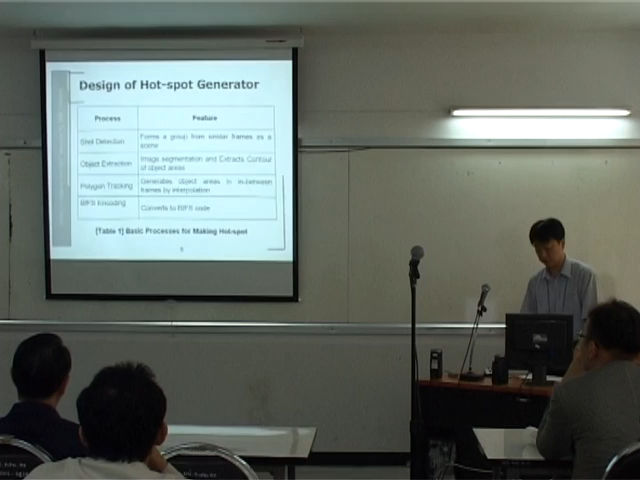 Design of Hot-spot Generator
Process Feature
Shot Detection Forms a group from similar frames as a
scene
Object Extraction Image segmentation and Extracts Contour
of object areas
Polygon Tracking Generates object areas in in-between
frames by interpolation
BIFS Encoding Converts to BIFS code
[Table 1] Basic Processes for Making Hot-spot